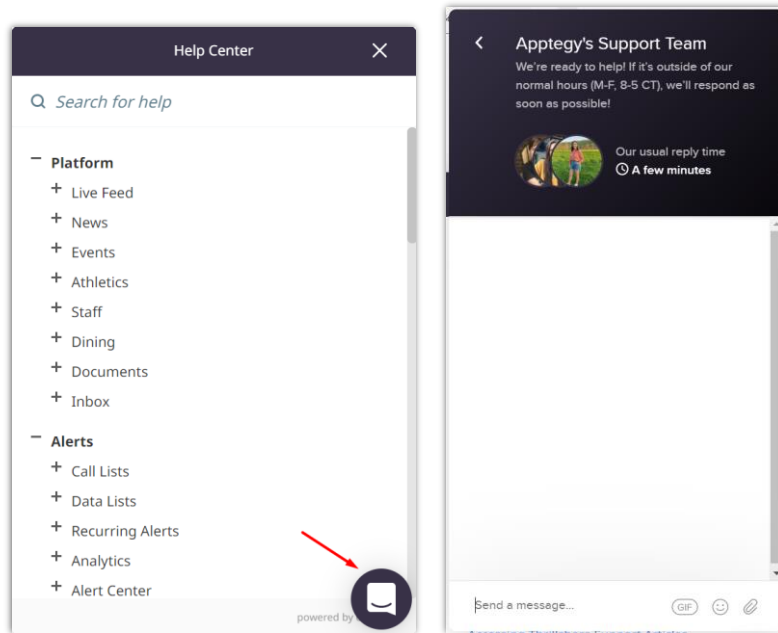 Help Center
Search for help
Platform
Live Feed
News
Events
Athletics
Staff
Dining
Documents
Inbox
Alerts
Call Lists
Data Lists
Recurring Alerts
Analytics
Alert Center
powered by
Apptegy's Support Team
We're ready to help! If it's outside of our
normal hours (M-F, 8-5 CT), we'll respond as
soon as possible!
Our usual reply time
A few minutes
Send a message...
GIF